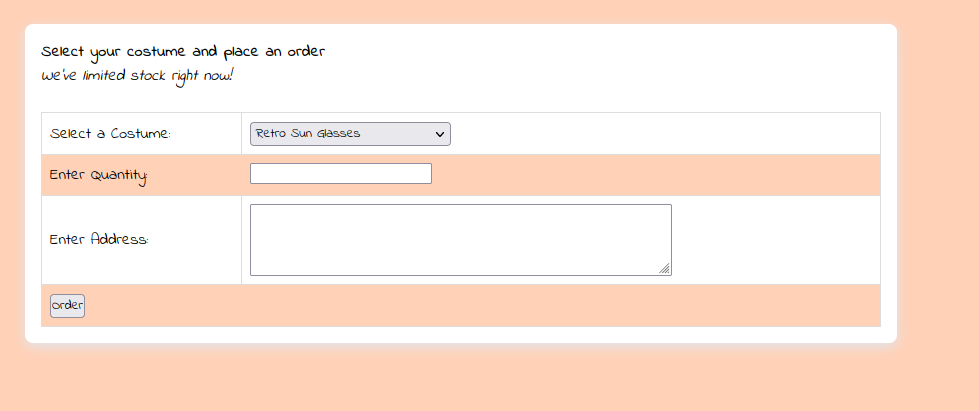 Select your costume and place an order
We've limited stock right now!
Select a Costume:
Retro Sun Glasses
Enter Quantity:
Enter Address:
order